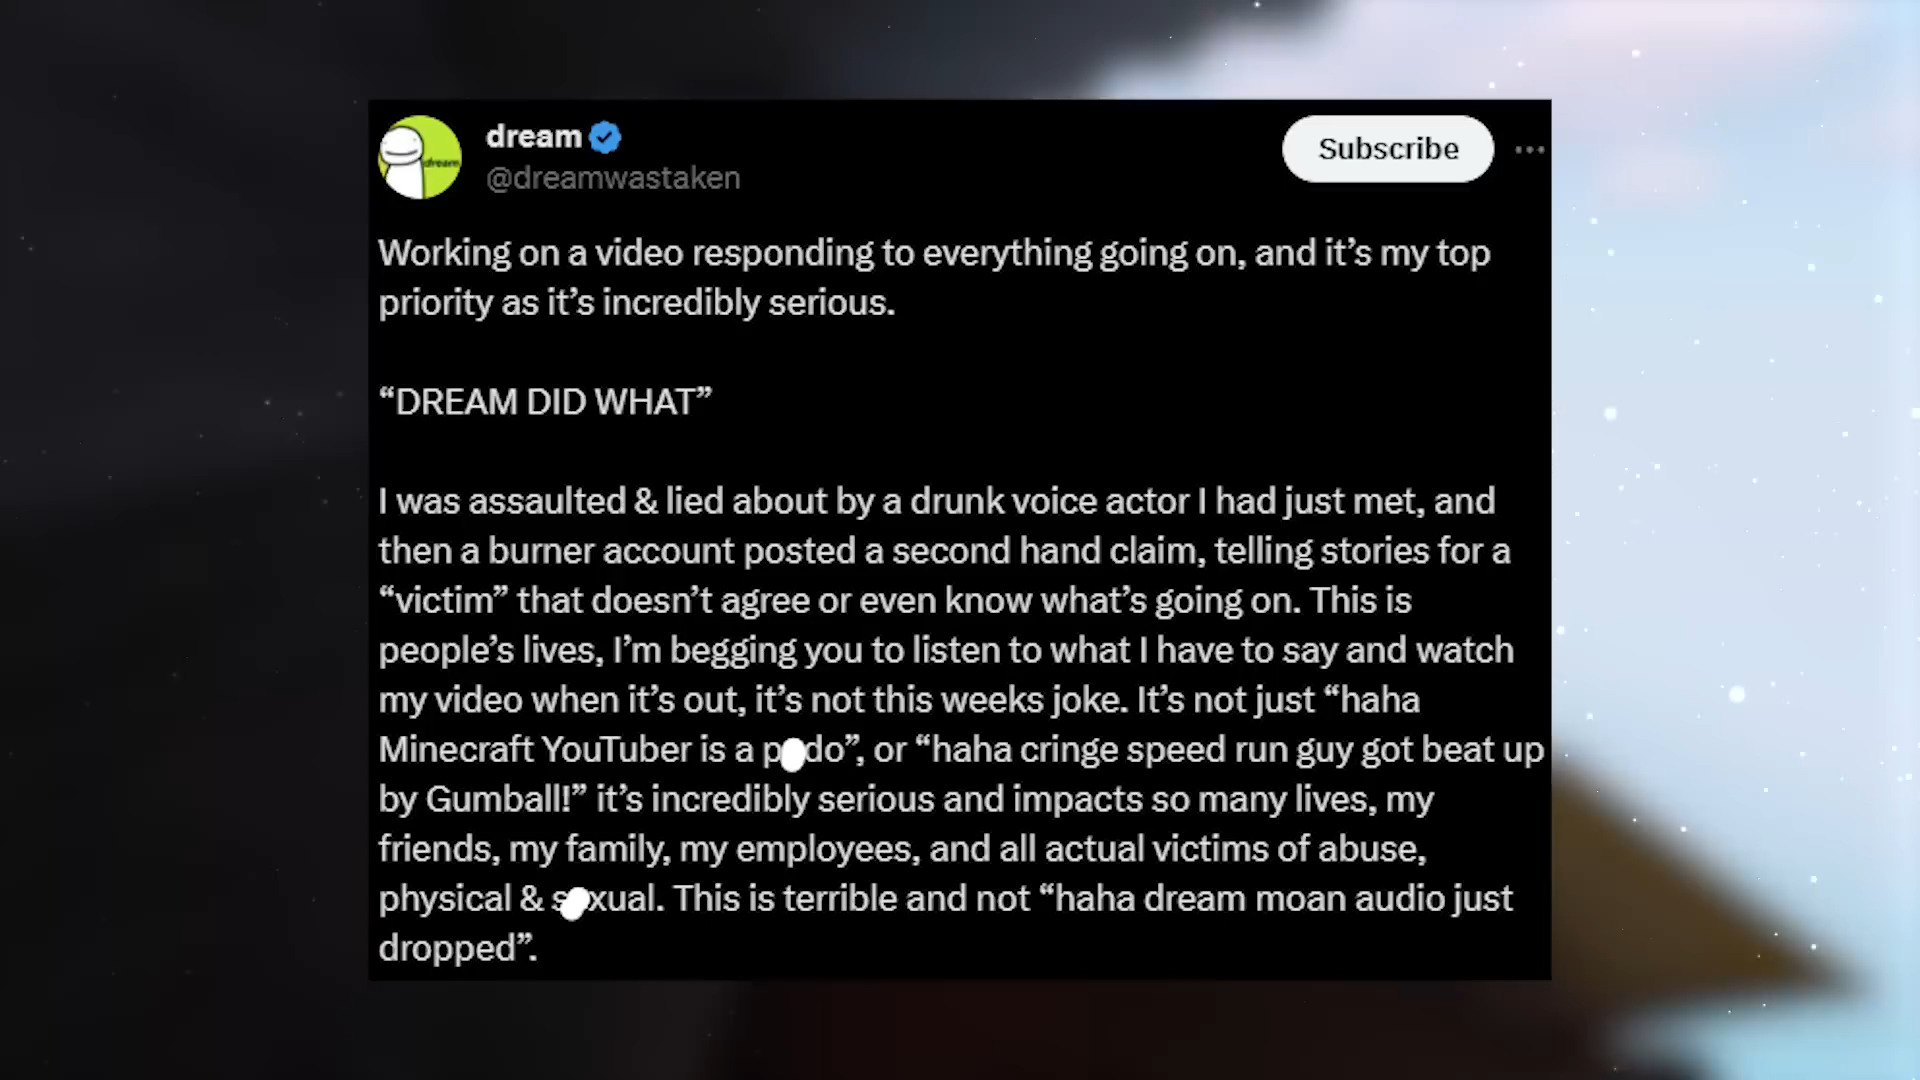 dream
@dreamwastaken
Subscribe
dream
Working on a video responding to everything going on, and it’s my top
priority as it’s incredibly serious.
“DREAM DID WHAT”
I was assaulted & lied about by a drunk voice actor I had just met, and
then a burner account posted a second hand claim, telling stories for a
“victim” that doesn’t agree or even know what’s going on. This is
people’s lives, I’m begging you to listen to what I have to say and watch
my video when it’s out, it’s not this weeks joke. It’s not just “haha
Minecraft YouTuber is a p do”, or “haha cringe speed run guy got beat up
by Gumball!” it’s incredibly serious and impacts so many lives, my
friends, my family, my employees, and all actual victims of abuse,
physical & s xual. This is terrible and not “haha dream moan audio just
dropped”.